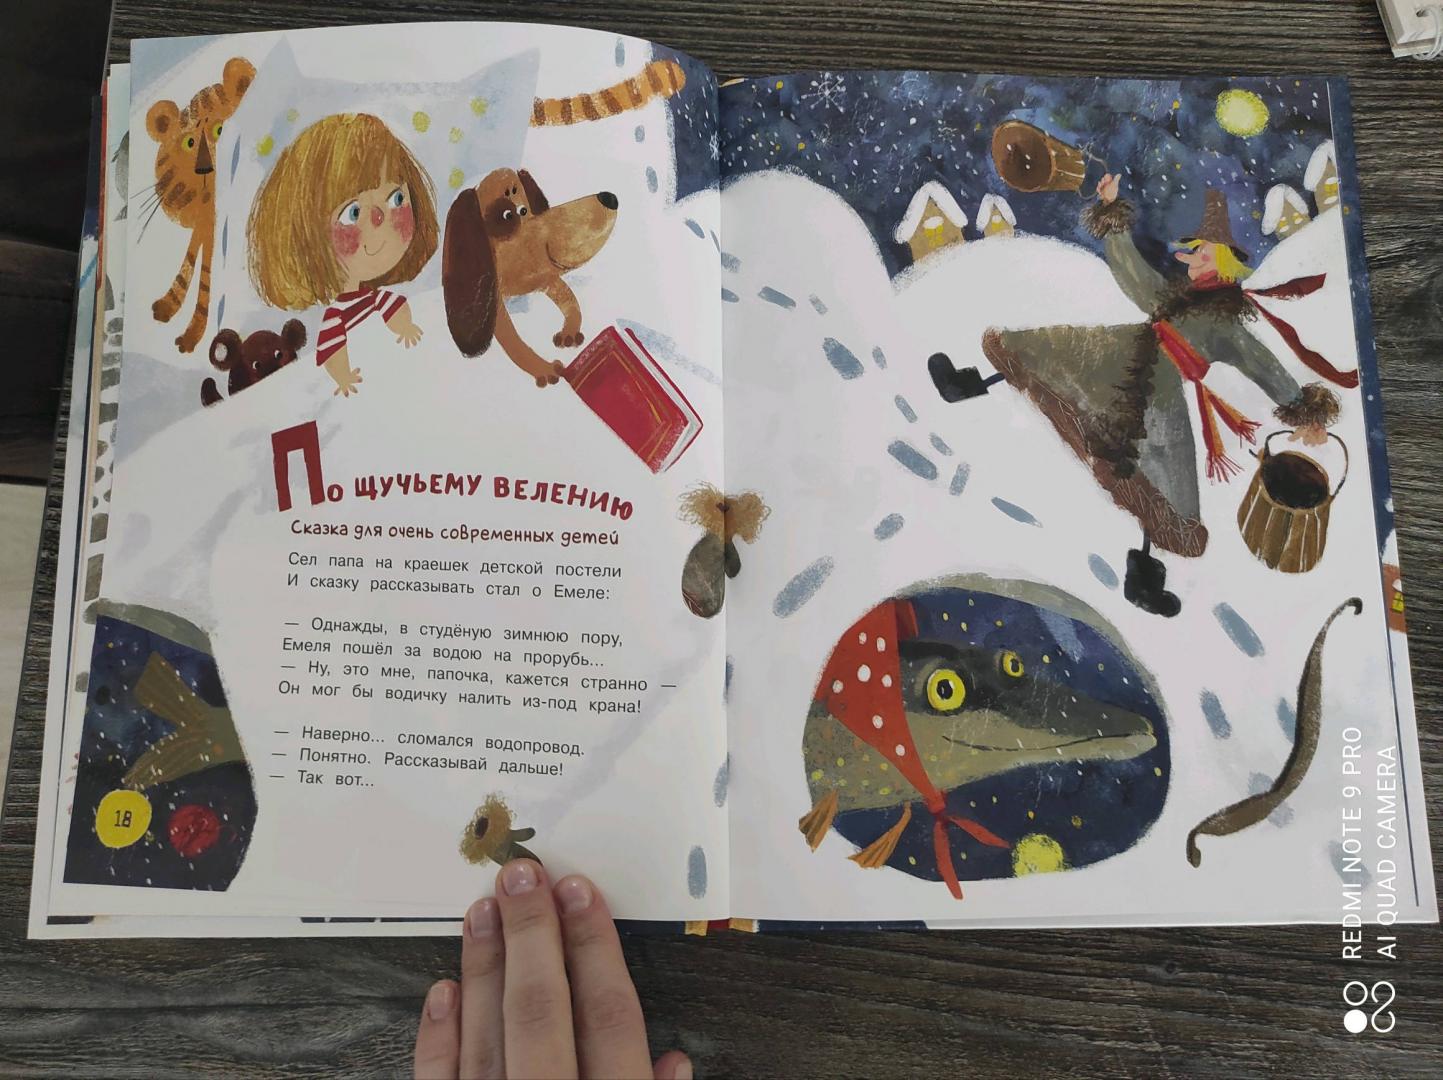 По щучьему велению
Сказка для очень современных детей
Сел папа на краешек детской постели
И сказку рассказывать стал о Емеле:
— Однажды, в студёную зимнюю пору,
Емеля пошёл за водою на прорубь...
— Ну, это мне, папочка, кажется странно —
Он мог бы водичку налить из-под крана!
— Наверно... сломался водопровод.
— Понятно. Рассказывай дальше!
— Так вот...
18
REDMI NOTE 9 PRO
AI QUAD CAMERA